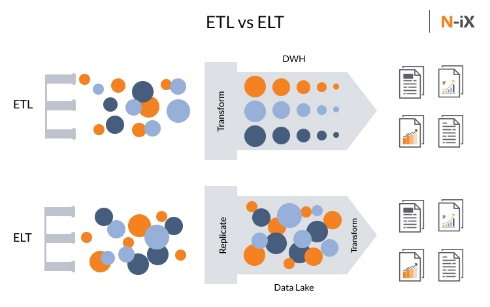 ETL vs ELT
N-iX
DWH
ETL
Transform
ELT
Replicate
Transform
Data Lake